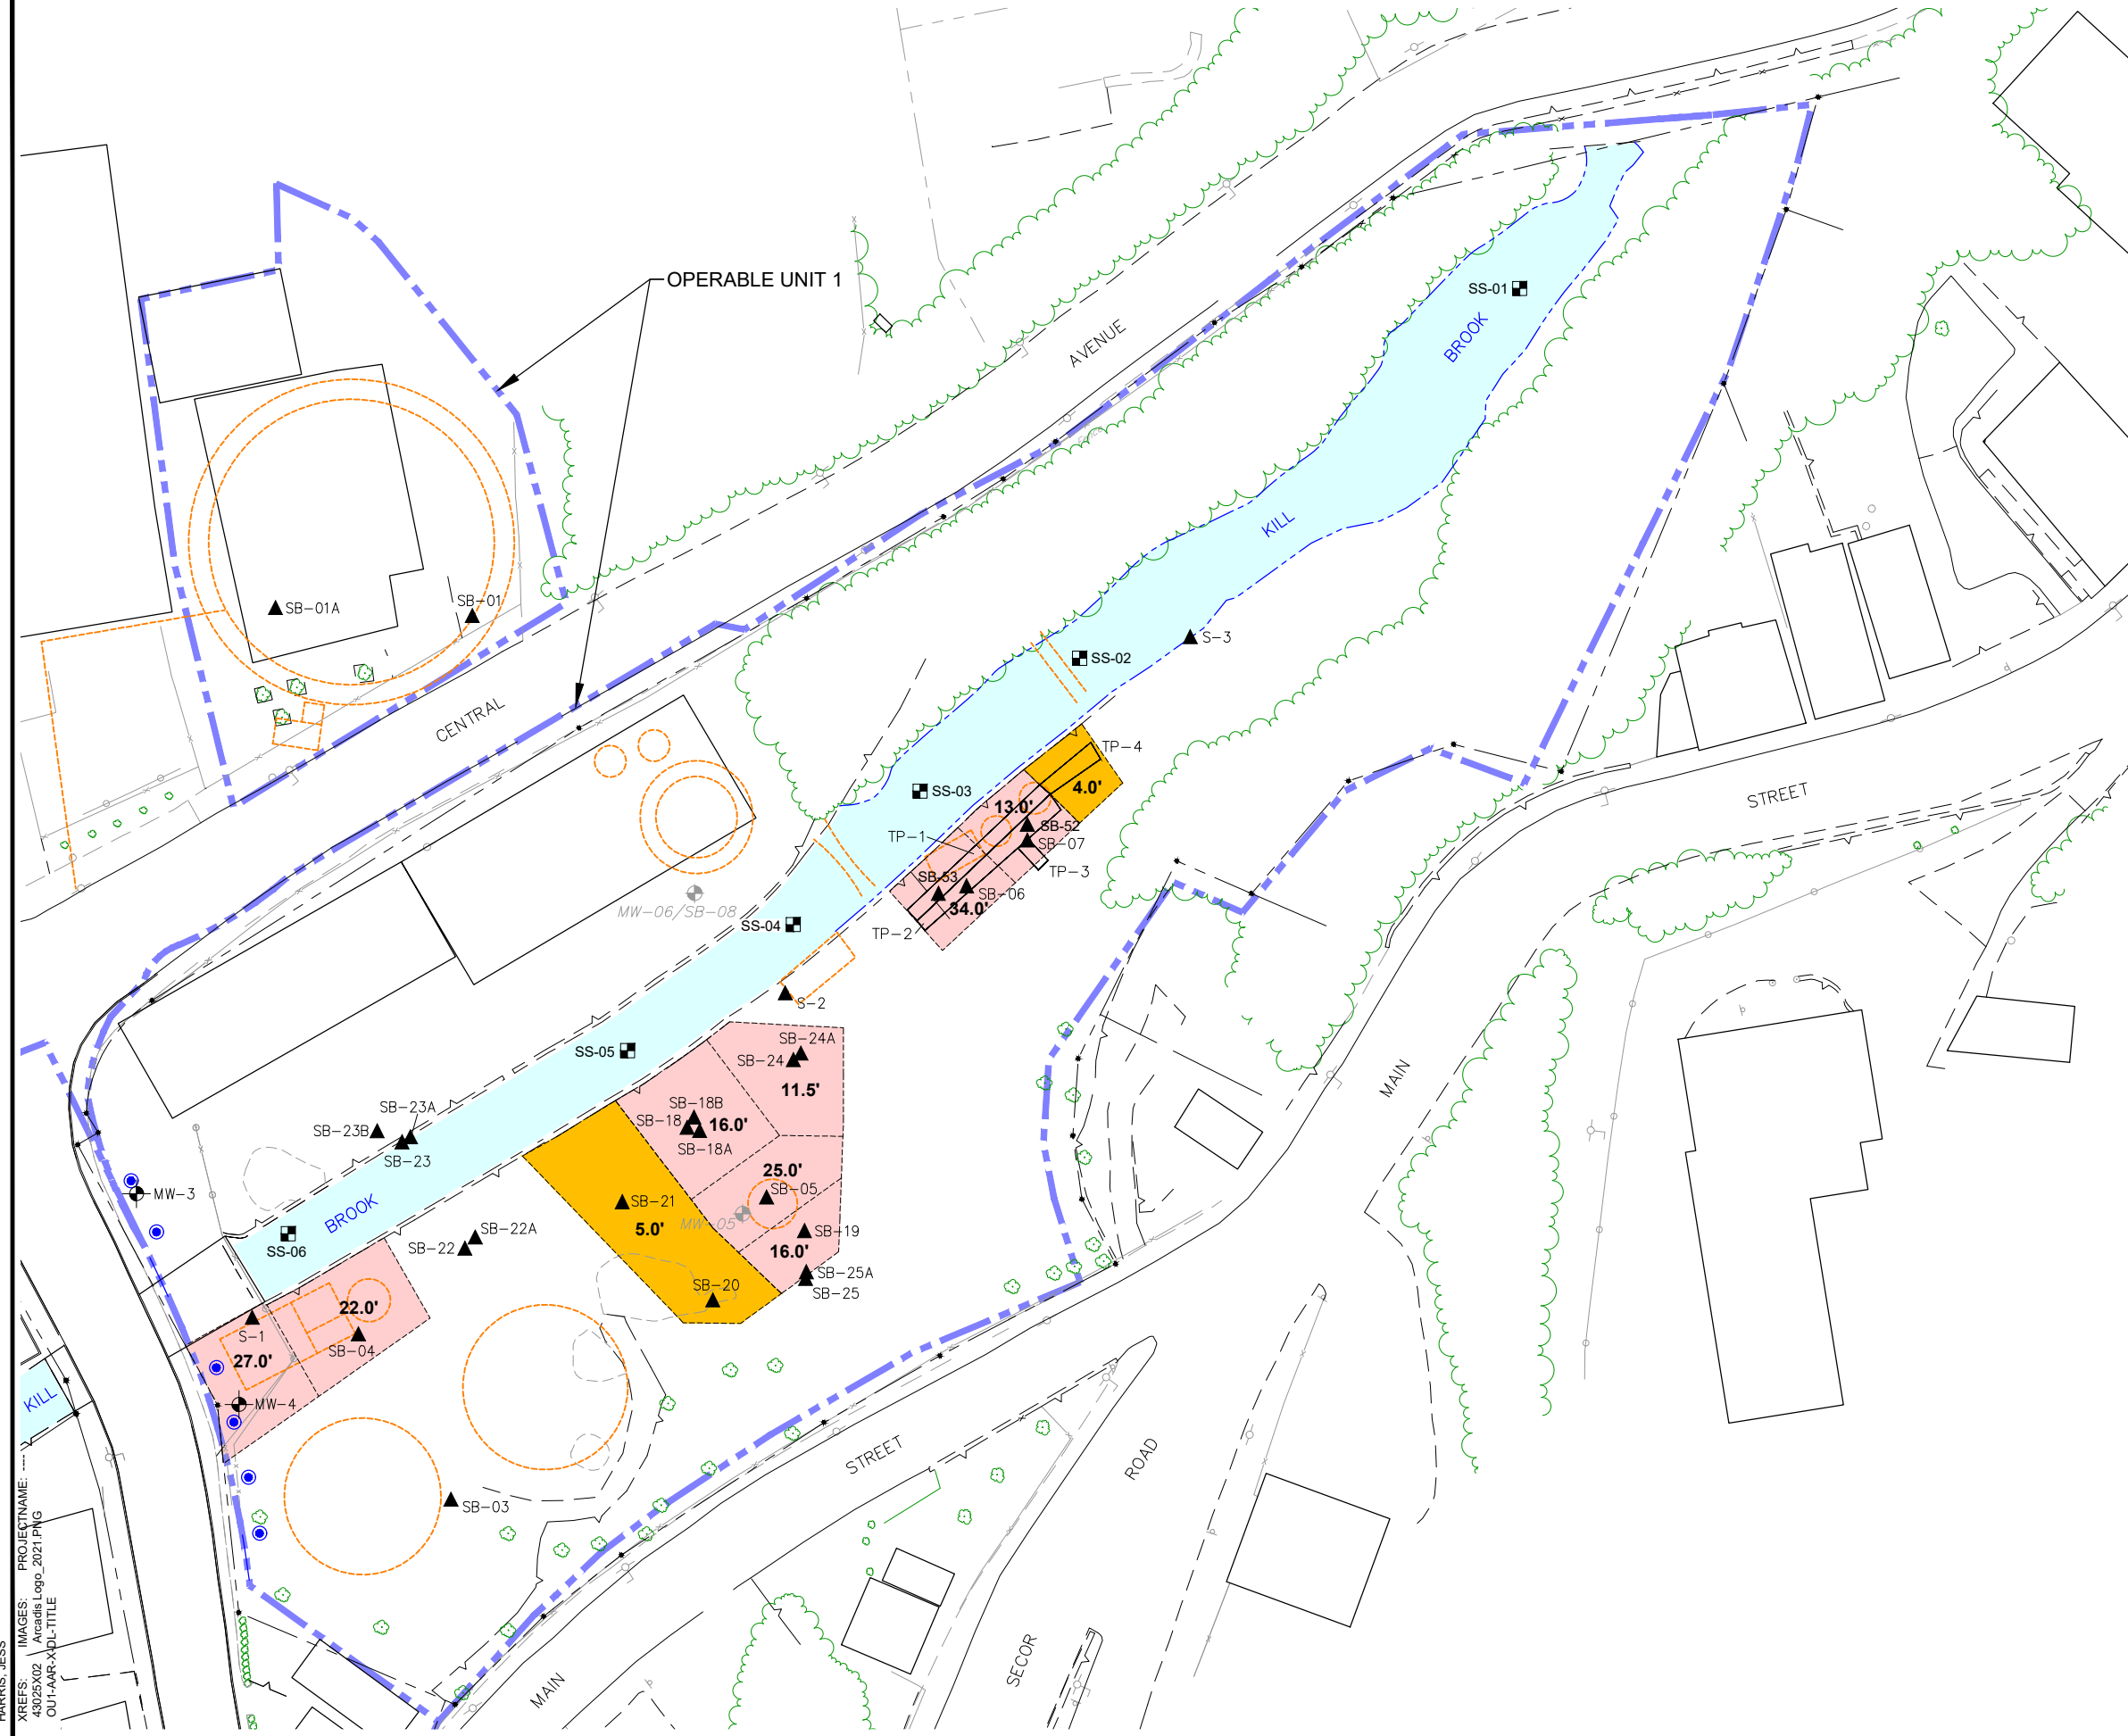 OPERABLE UNIT 1
AVENUE
SS-01
BROOK
KILL
SB-01A
SB-01
S-3
SS-02
CENTRAL
TP-4
4.0'
SS-03
13.0'
STREET
SB-52
TP-1
SB-07
TP-3
SB-53
SB-06
34.0'
MW-06/SB-08
SS-04
TP-2
S-2
SS-05
SB-24A
SB-24
11.5'
MAIN
SB-23A
SB-18B
SB-23B
SB-18
16.0'
SB-18A
SB-23
25.0'
MW-3
SB-05
SB-21
BROOK
MW-05
5.0'
SB-19
SS-06
SB-22A
SB-22
16.0'
SB-25A
SB-25
SB-20
22.0'
S-1
SB-04
27.0'
KILL
MW-4
STREET
ROAD
SB-03
SECOR
MAIN
HARRIS, JESS
XREFS: IMAGES: PROJECTNAME: ----
43025X02 Arcadis Logo_2021.PNG
OU1-AAR-X-DL-TITLE